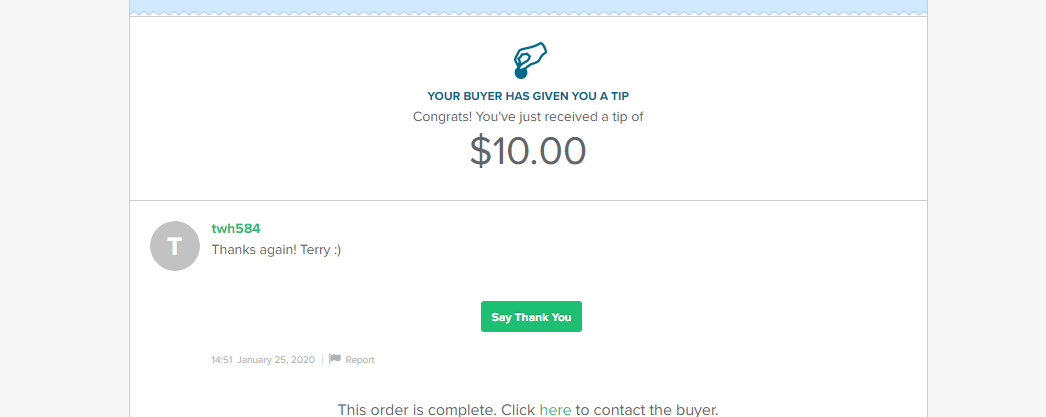 YOUR BUYER HAS GIVEN YOU A TIP
Congrats! You've just received a tip of
$10.00
T
twh584
Thanks again! Terry :)
Say Thank You
14:51 January 25, 2020 | Report
This order is complete. Click here to contact the buyer.